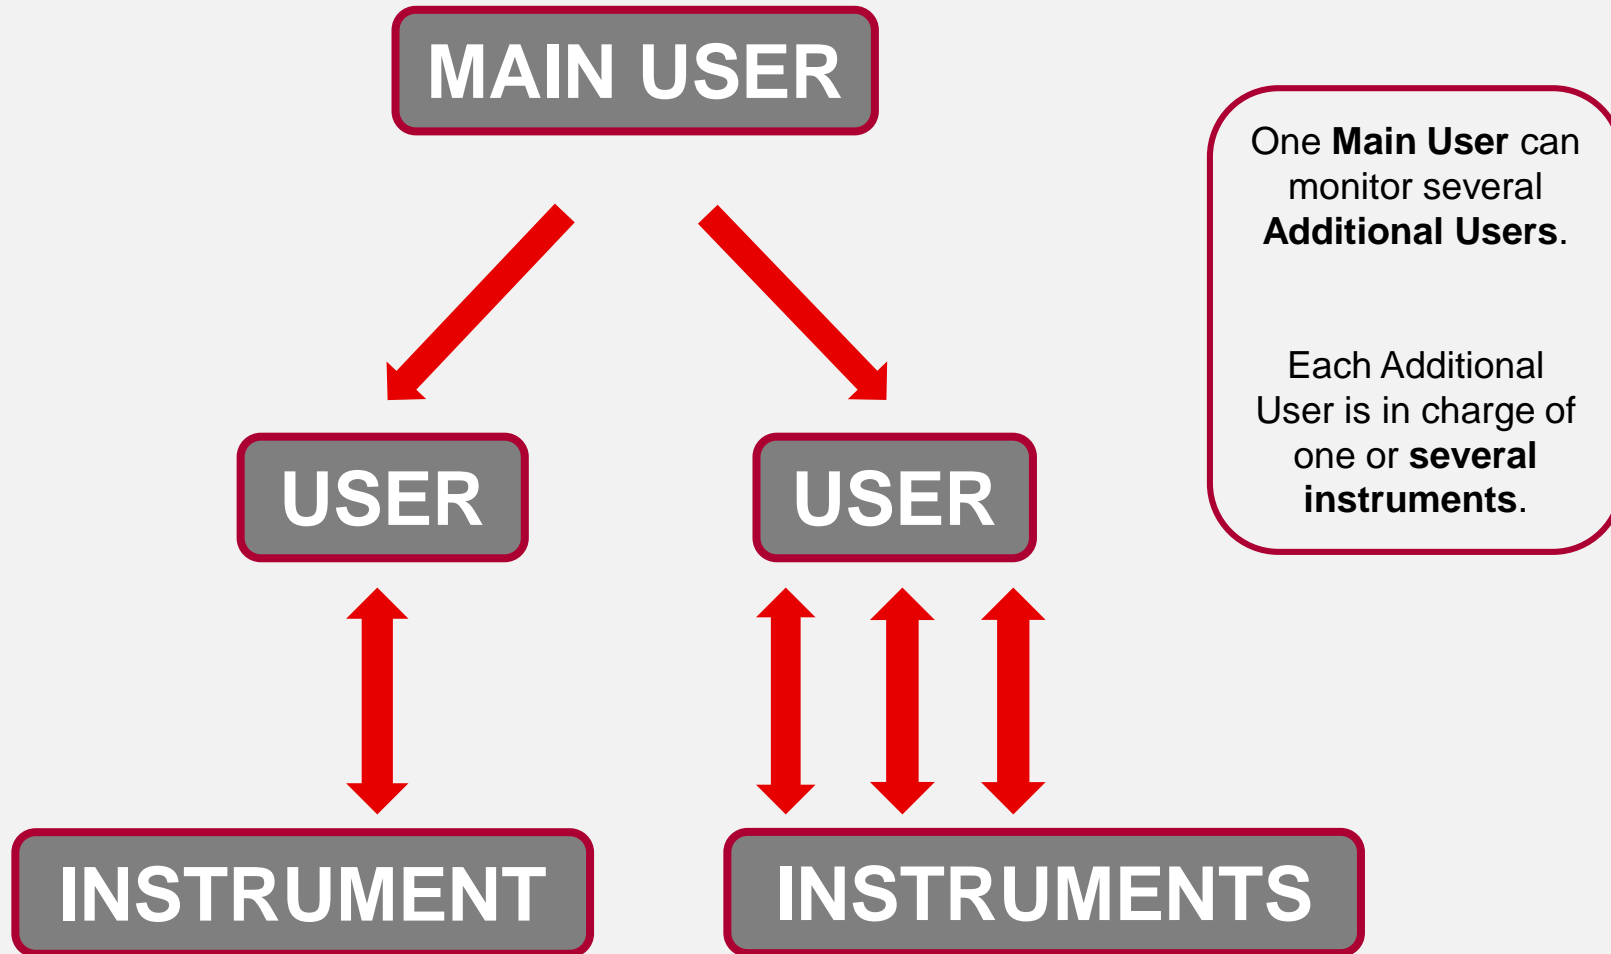 MAIN USER
One Main User can
monitor several
Additional Users.
Each Additional
User is in charge of
one or several
instruments.
USER
USER
INSTRUMENT
INSTRUMENTS